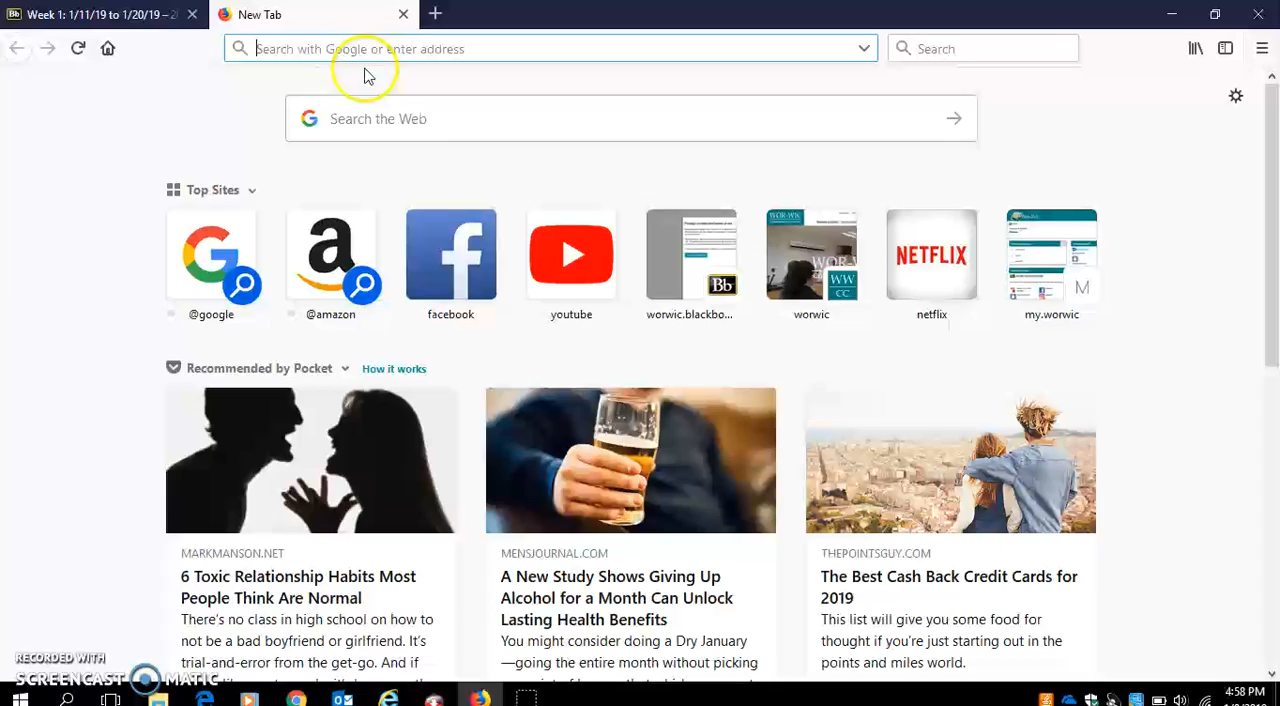 Bb Week 1: 1/11/19 to 1/20/19 – 20
New Tab
Search with Google or enter address
Search
Search the Web
Top Sites
@google
@amazon
facebook
youtube
Bb
worwic.blackbo...
worwic
NETFLIX
netflix
M
my.worwic
Recommended by Pocket
How it works
MARKMANSON.NET
6 Toxic Relationship Habits Most
People Think Are Normal
There's no class in high school on how to
not be a bad boyfriend or girlfriend. It's
trial-and-error from the get-go. And if
MENSJOURNAL.COM
A New Study Shows Giving Up
Alcohol for a Month Can Unlock
Lasting Health Benefits
You might consider doing a Dry January
—going the entire month without picking
THEPOINTSGUY.COM
The Best Cash Back Credit Cards for
2019
This list will give you some food for
thought if you're just starting out in the
points and miles world.
RECORDED WITH
SCREENCAST MATIC
4:58 PM